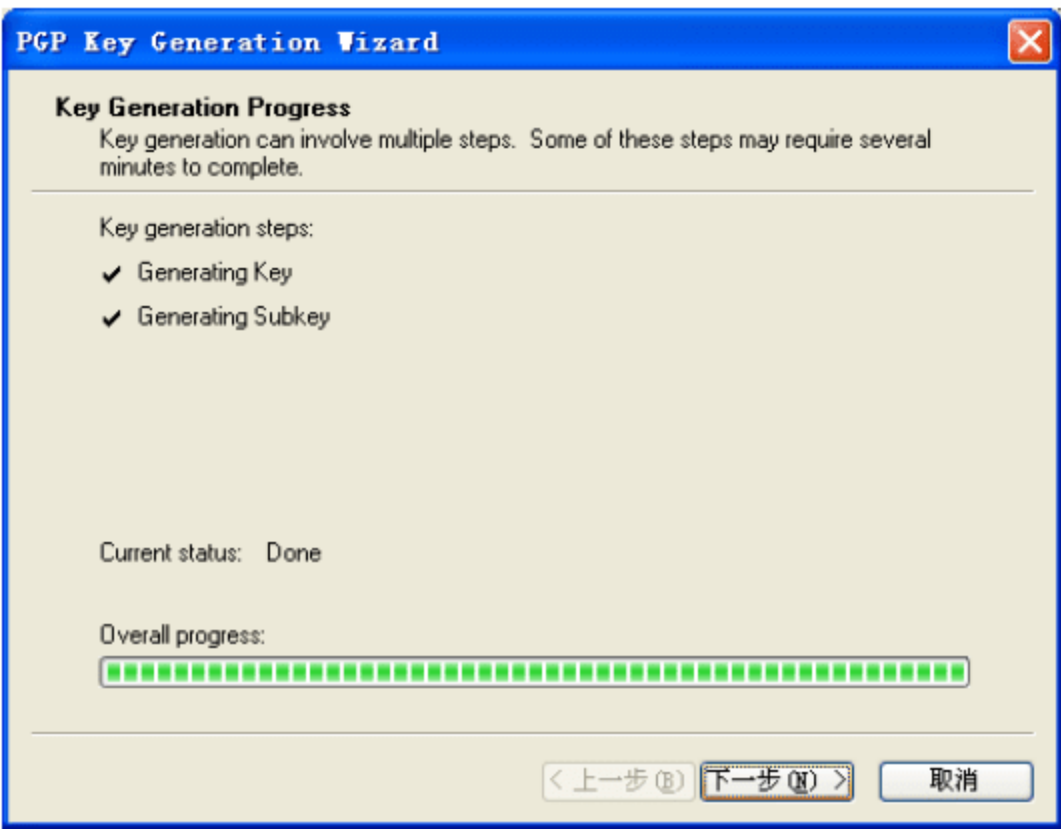 PGP Key Generation Wizard
Key Generation Progress
Key generation can involve multiple steps. Some of these steps may require several
minutes to complete.
Key generation steps:
Generating Key
Generating Subkey
Current status: Done
Overall progress:
< 上一步(B) 下一步(N) > 取消